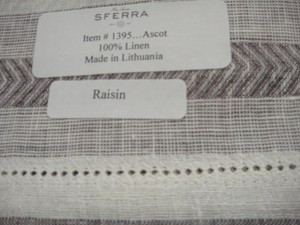 SFERRA
Item # 1395...Ascot
100% Linen
Made in Lithuania
Raisin